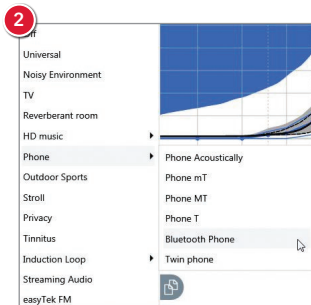 2
Off
Universal
Noisy Environment
TV
Reverberant room
HD music
Phone
Outdoor Sports
Stroll
Privacy
Tinnitus
Induction Loop
Streaming Audio
easyTek FM
Phone Acoustically
Phone mT
Phone MT
Phone T
Bluetooth Phone
Twin phone